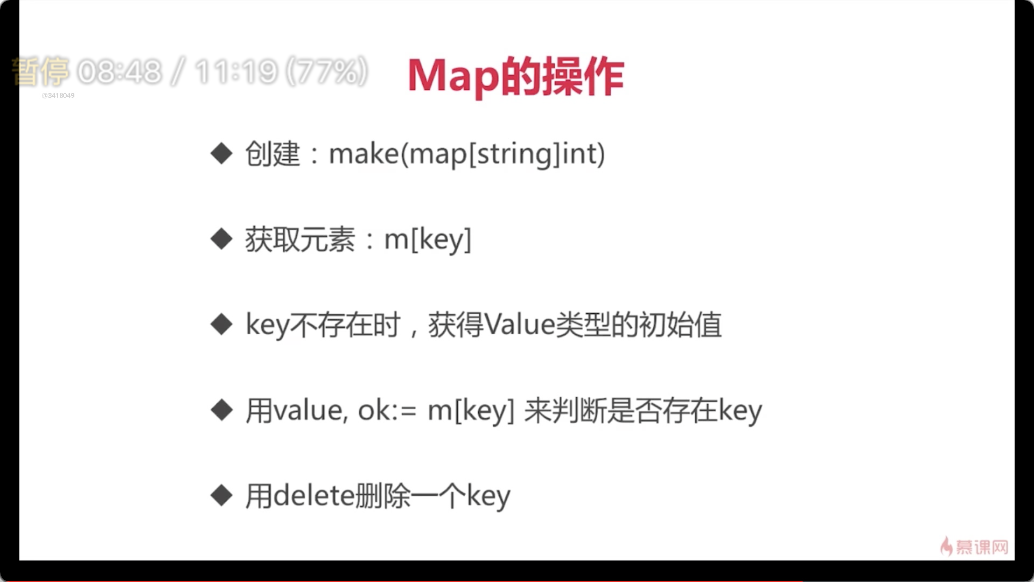 暂停 08:48 / 11:19 (77%)
Map的操作
◆ 创建：make(map[string]int)
◆ 获取元素：m[key]
◆ key不存在时，获得Value类型的初始值
◆ 用value, ok:= m[key] 来判断是否存在key
◆ 用delete删除一个key
慕课网